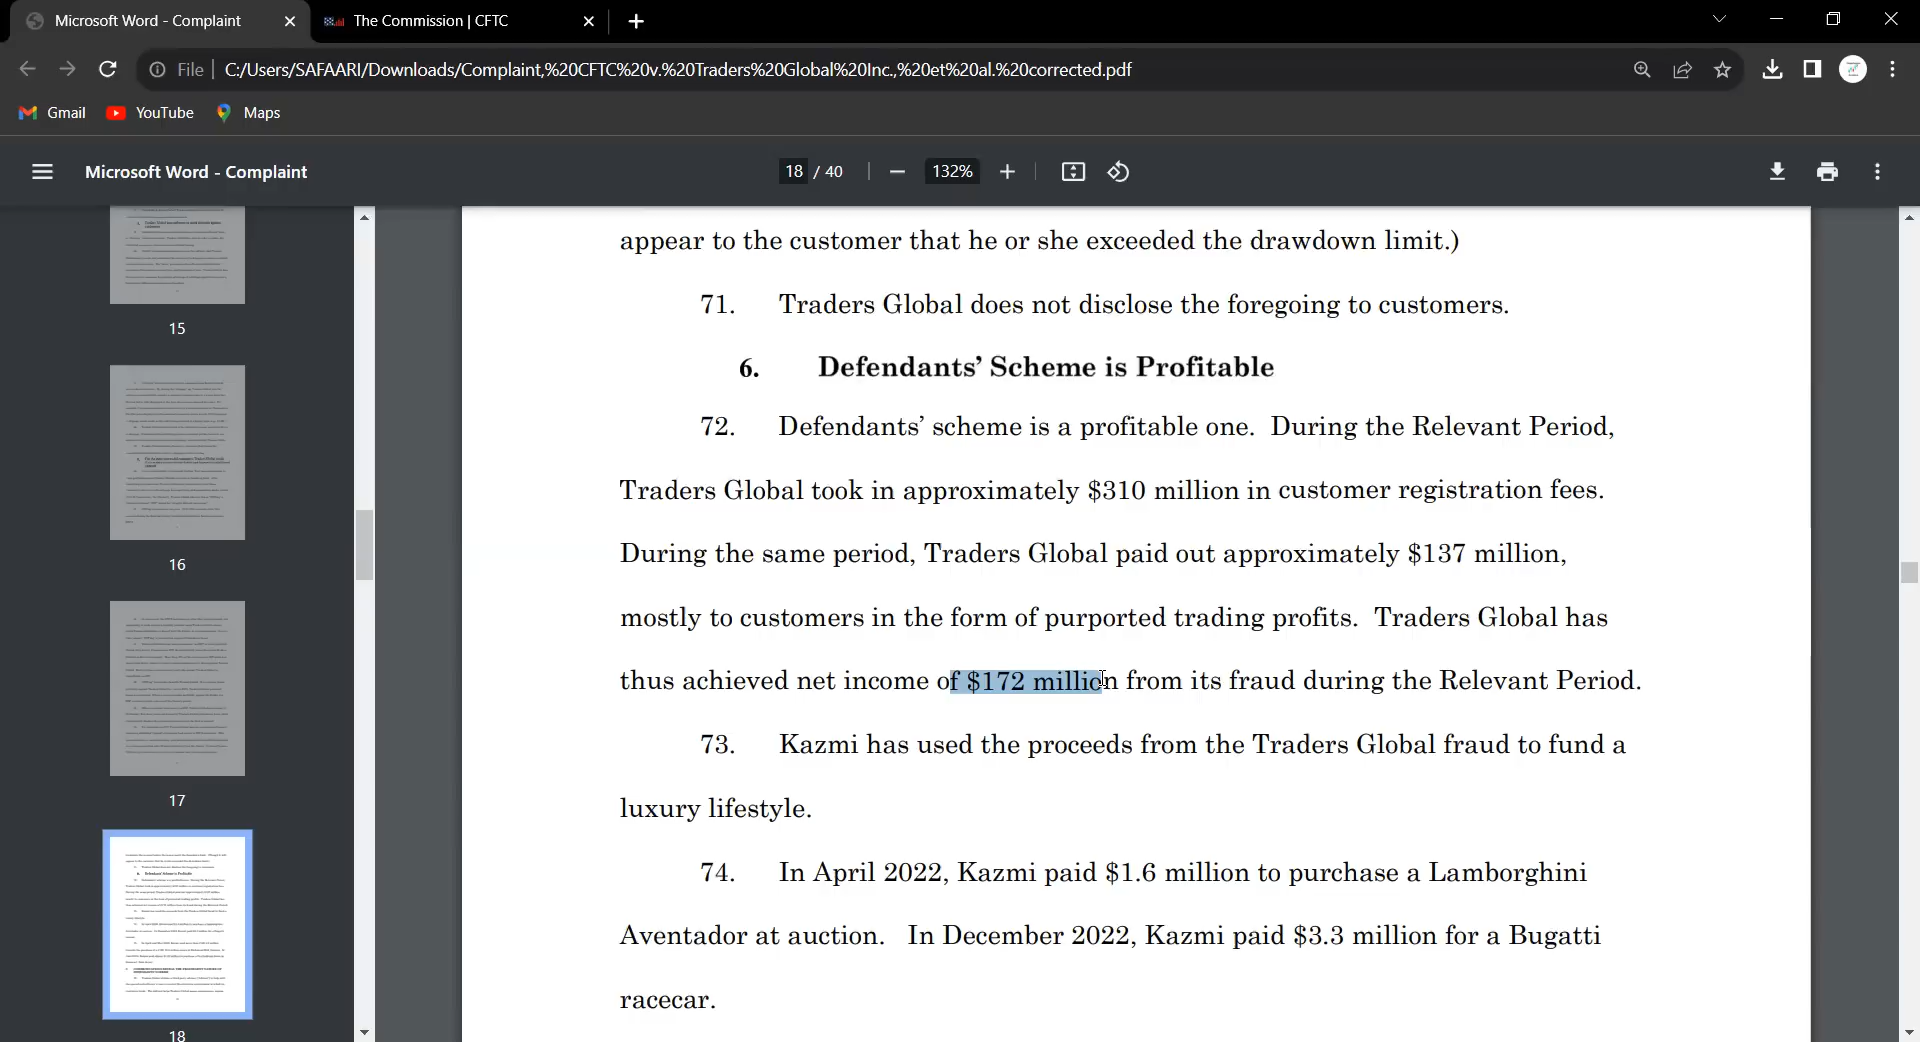 Microsoft Word - Complaint
The Commission | CFTC
File
C:/Users/SAFAARI/Downloads/Complaint,%20CFTC%20v.%20Traders%20Global%20Inc.,%20et%20al.%20corrected.pdf
Gmail
YouTube
Maps
Microsoft Word - Complaint
18 / 40
132%
15
16
17
18
appear to the customer that he or she exceeded the drawdown limit.)
71. Traders Global does not disclose the foregoing to customers.
6. Defendants’ Scheme is Profitable
72. Defendants’ scheme is a profitable one. During the Relevant Period,
Traders Global took in approximately $310 million in customer registration fees.
During the same period, Traders Global paid out approximately $137 million,
mostly to customers in the form of purported trading profits. Traders Global has
thus achieved net income of $172 million from its fraud during the Relevant Period.
73. Kazmi has used the proceeds from the Traders Global fraud to fund a
luxury lifestyle.
74. In April 2022, Kazmi paid $1.6 million to purchase a Lamborghini
Aventador at auction. In December 2022, Kazmi paid $3.3 million for a Bugatti
racecar.